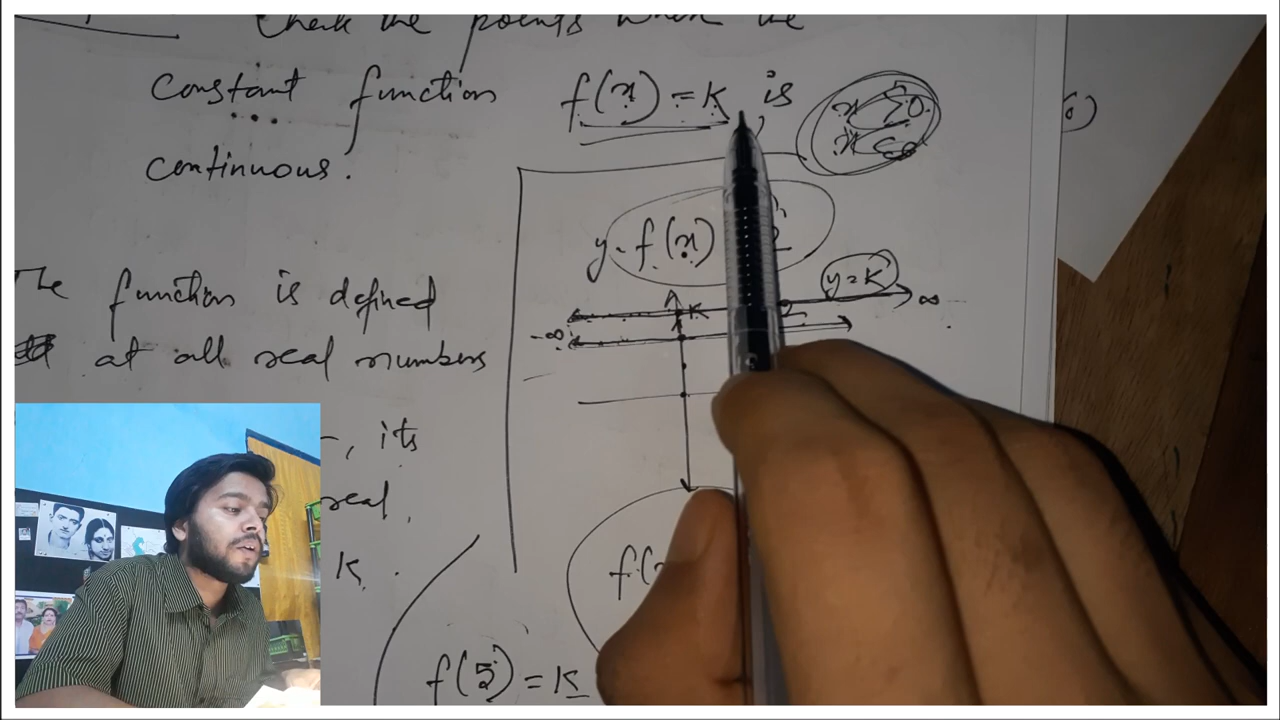 Check the points where the
constant function f(x) = K is
continuous.
x ≥ 0
x < 0
y = f(x)
y = K
K
∞
-∞
The function is defined
at all real numbers
, its
real
K.
f(
f(5) = K